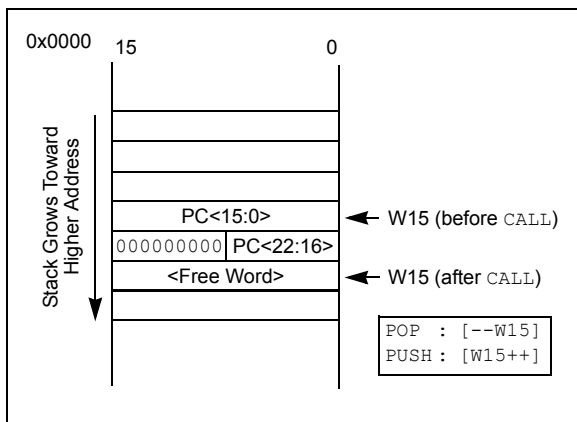 0x0000
15 0
Stack Grows Toward
Higher Address
PC<15:0>
W15 (before CALL)
000000000 PC<22:16>
<Free Word>
W15 (after CALL)
POP : [--W15]
PUSH : [W15++]